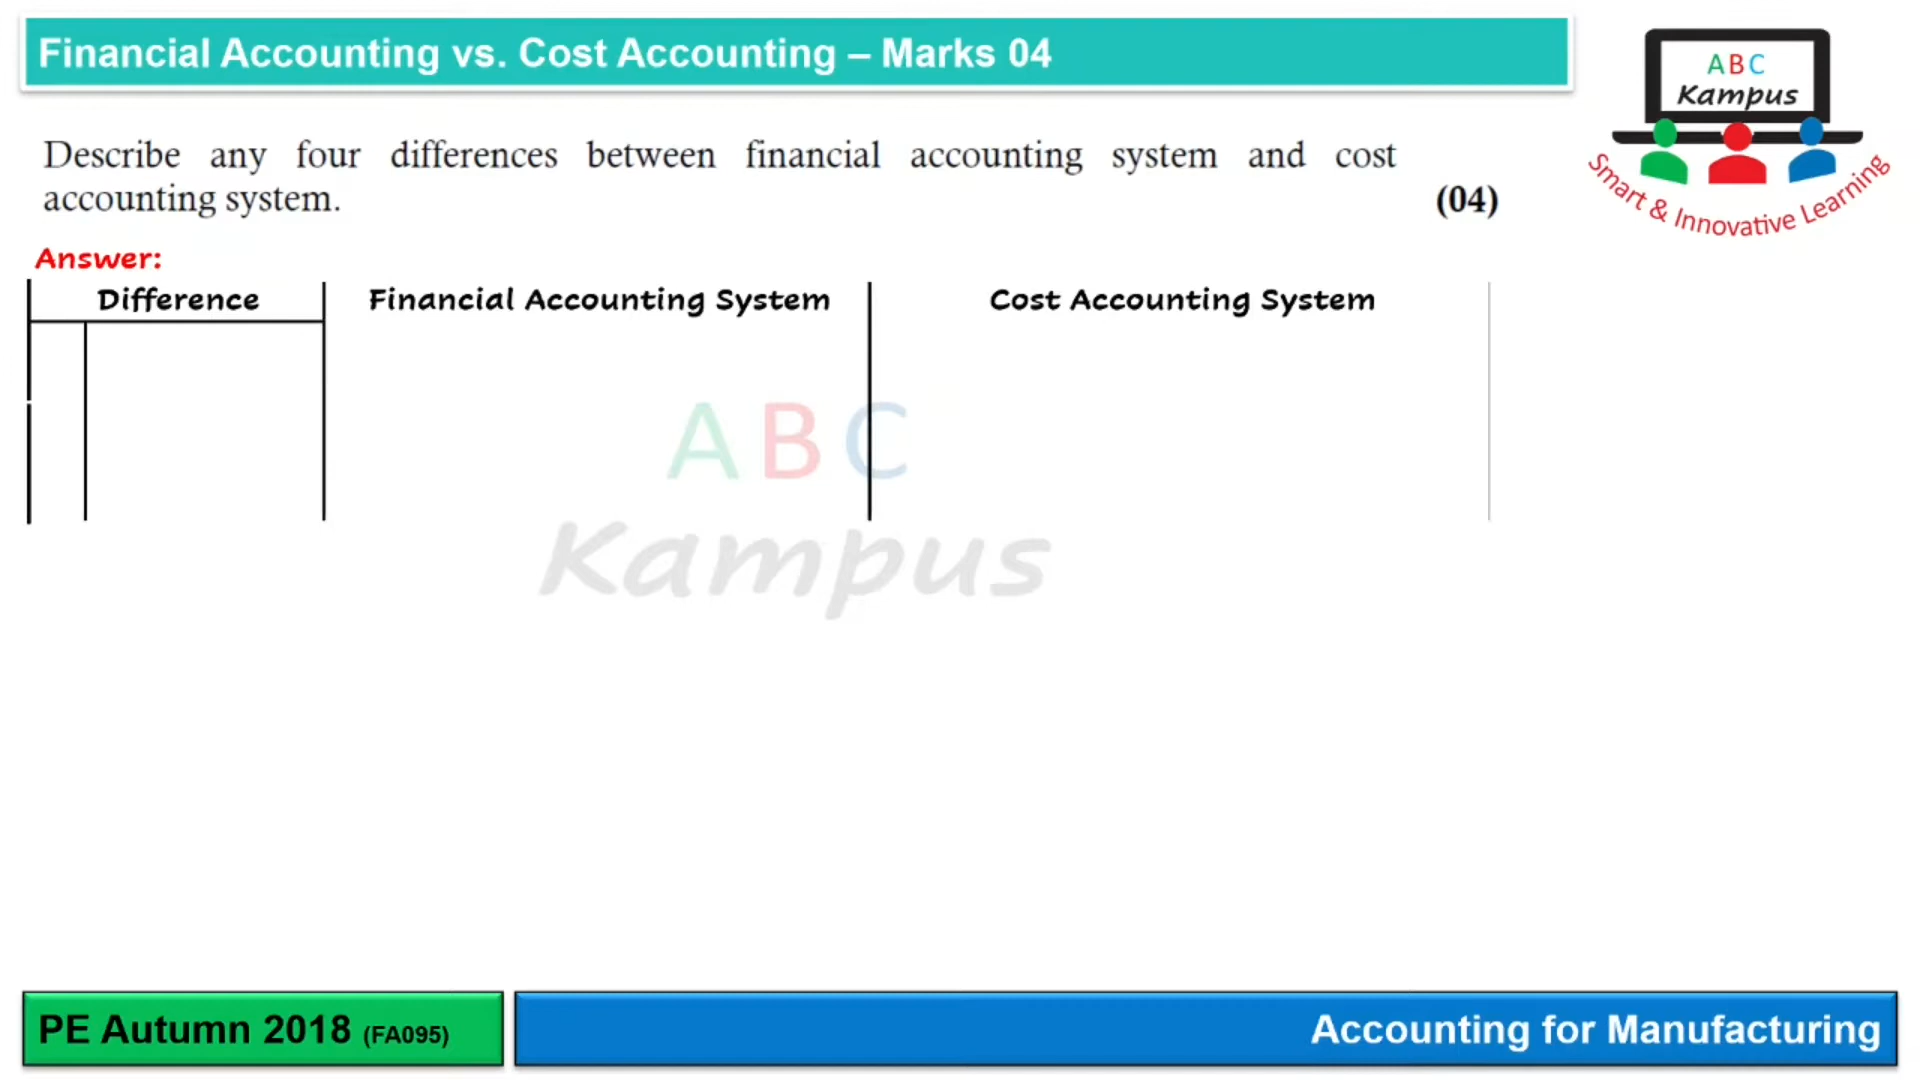 Financial Accounting vs. Cost Accounting – Marks 04
ABC
Kampus
Smart & Innovative Learning
Describe any four differences between financial accounting system and cost
accounting system.
(04)
Answer:
Difference Financial Accounting System Cost Accounting System
ABC
Kampus
PE Autumn 2018 (FA095)
Accounting for Manufacturing